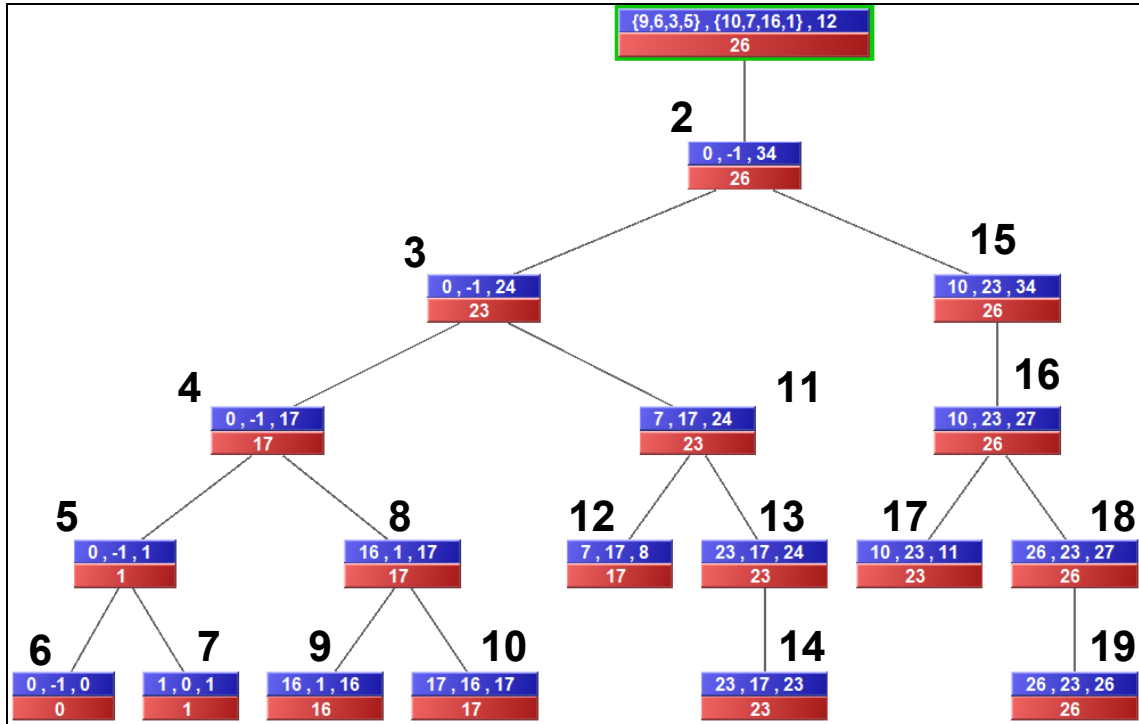 {9,6,3,5} , {10,7,16,1} , 12
26
2
0 , -1 , 34
26
3
0 , -1 , 24
23
15
10 , 23 , 34
26
4
0 , -1 , 17
17
11
7 , 17 , 24
23
16
10 , 23 , 27
26
5
0 , -1 , 1
1
8
16 , 1 , 17
17
12
7 , 17 , 8
17
13
23 , 17 , 24
23
17
10 , 23 , 11
23
18
26 , 23 , 27
26
6
0 , -1 , 0
0
7
1 , 0 , 1
1
9
16 , 1 , 16
16
10
17 , 16 , 17
17
14
23 , 17 , 23
23
19
26 , 23 , 26
26